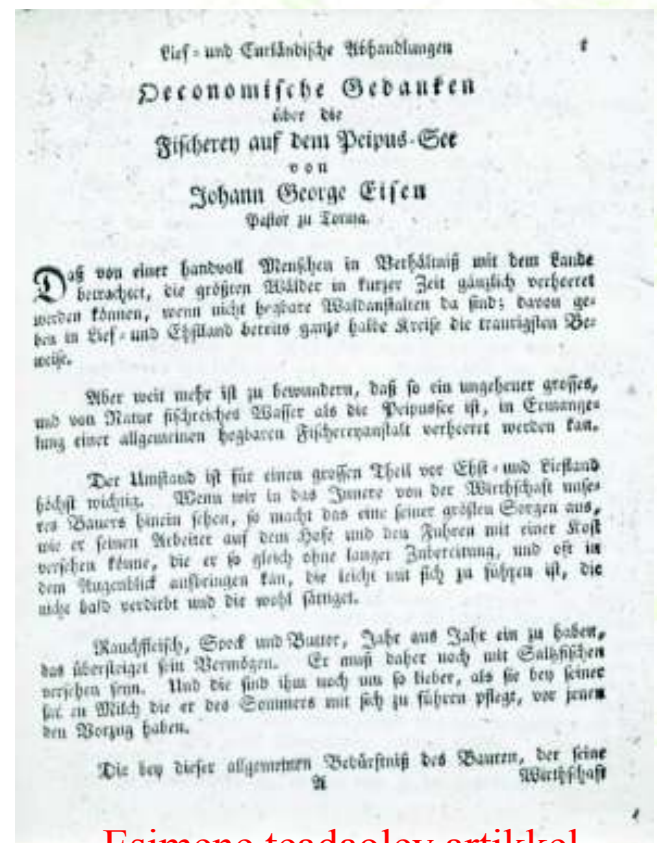 Lief- und Curländische Abhandlungen
Oeconomische Gedanken
über die
Fischerey auf dem Peipus-See
von
Johann George Eisen
Pastor zu Torma.
Daß von einer handvoll Menschen in Verhältniß mit dem Lande
betrachtet, die größten Wälder in kurzer Zeit gänzlich verheeret
werden können, wenn nicht hegbare Waldanstalten da sind; davon ge-
ben in Lief- und Ehstland bereits ganze halbe Kreise die traurigsten Be-
weise.
Aber weit mehr ist zu bewundern, daß so ein ungeheuer grosses,
und von Natur fischreiches Wasser als die Peipussee ist, in Ermange-
lung einer allgemeinen hegbaren Fischereyanstalt verheeret werden kan.
Der Umstand ist für einen grossen Theil vor Ehst- und Liefland
höchst wichtig. Wenn wir in das Innere von der Wirthschaft unse-
res Bauers hinein sehen, so macht das eine seiner grösten Sorgen aus,
wie er seinen Arbeiter auf dem Hofe und den Fuhren mit einer Kost
versehen könne, die er so gleich ohne langer Zubereitung, und oft in
dem Augenblick aufbringen kan, die leicht mit sich zu führen ist, die
nicht bald verdirbt und die wohl sättiget.
Rauchfleisch, Speck und Butter, Jahr aus Jahr ein zu haben,
das übersteiget sein Vermögen. Er muß daher noch mit Salzfischen
versehen seyn. Und die sind ihm noch um so lieber, als sie bey seiner
Milch die er des Sommers mit sich zu führen pflegt, vor jenen
den Vorzug haben.
Die bey dieser allgemeinen Bedürfniß des Bauren, der seine
A Wirthschaft
Esimene teadaolev artikkel